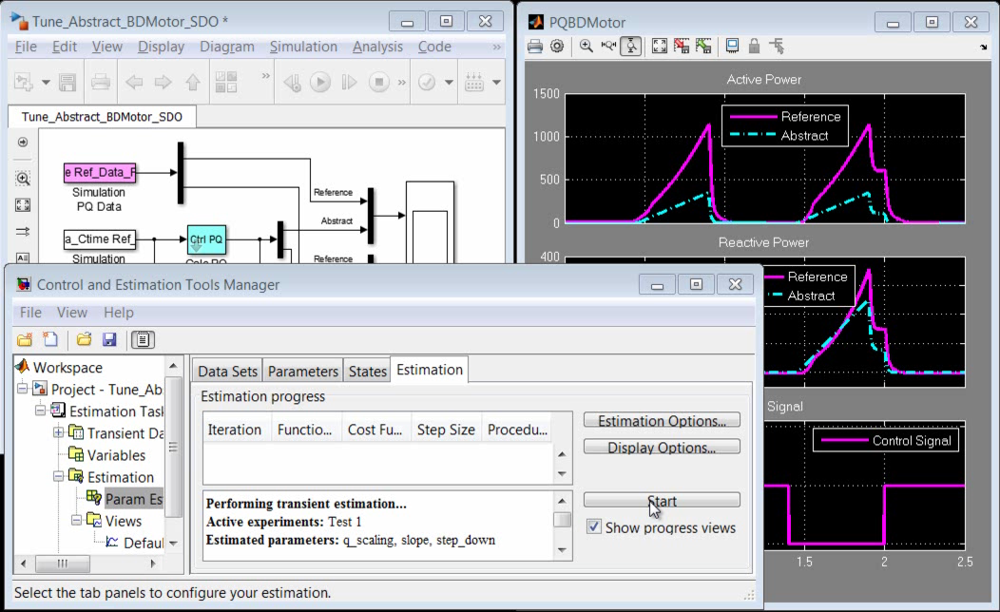 Tune_Abstract_BDMotor_SDO *
File Edit View Display Diagram Simulation Analysis Code »
» »
Tune_Abstract_BDMotor_SDO
e Ref_Data_F
Simulation
PQ Data
a_Ctime Ref_
Simulation
Ctrl PQ
Reference
Abstract
Reference
PQBDMotor
Active Power
1500
1000
500
0
Reference
Abstract
Reactive Power
400
Reference
Abstract
Signal
Control Signal
1.5 2 2.5
Control and Estimation Tools Manager
File View Help
Workspace
Project - Tune_Ab
Estimation Task
Transient Da
Variables
Estimation
Param Es
Views
Defaul
Data Sets Parameters States Estimation
Estimation progress
Iteration Functio... Cost Fu... Step Size Procedu...
Performing transient estimation...
Active experiments: Test 1
Estimated parameters: q_scaling, slope, step_down
Estimation Options...
Display Options...
Start
Show progress views
Select the tab panels to configure your estimation.